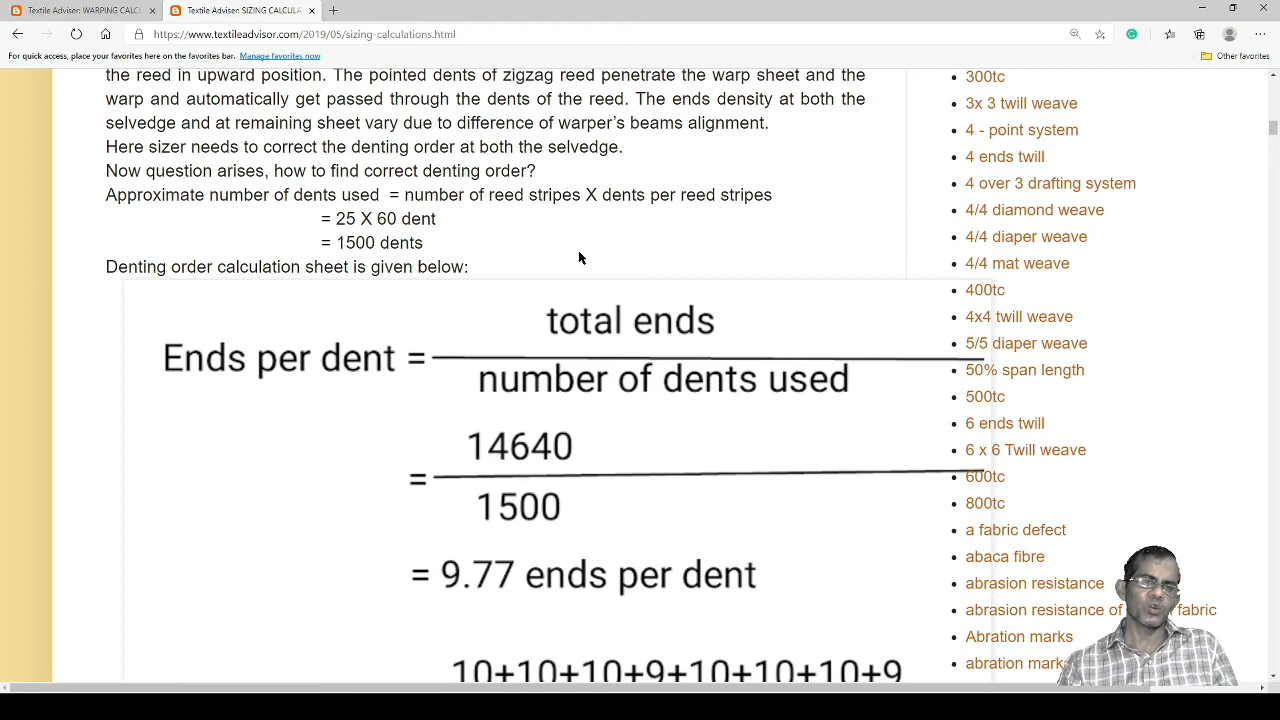 Textile Adviser: WARPING CALCU
Textile Adviser: SIZING CALCULA
https://www.textileadvisor.com/2019/05/sizing-calculations.html
For quick access, place your favorites here on the favorites bar. Manage favorites now
Other favorites
the reed in upward position. The pointed dents of zigzag reed penetrate the warp sheet and the
warp and automatically get passed through the dents of the reed. The ends density at both the
selvedge and at remaining sheet vary due to difference of warper's beams alignment.
Here sizer needs to correct the denting order at both the selvedge.
Now question arises, how to find correct denting order?
Approximate number of dents used = number of reed stripes X dents per reed stripes
= 25 X 60 dent
= 1500 dents
Denting order calculation sheet is given below:
total ends
Ends per dent =
number of dents used
14640
=
1500
= 9.77 ends per dent
10+10+10+9+10+10+10+9
300tc
3x 3 twill weave
4 - point system
4 ends twill
4 over 3 drafting system
4/4 diamond weave
4/4 diaper weave
4/4 mat weave
400tc
4x4 twill weave
5/5 diaper weave
50% span length
500tc
6 ends twill
6 x 6 Twill weave
600tc
800tc
a fabric defect
abaca fibre
abrasion resistance
abrasion resistance of fabric
Abration marks
abration mark